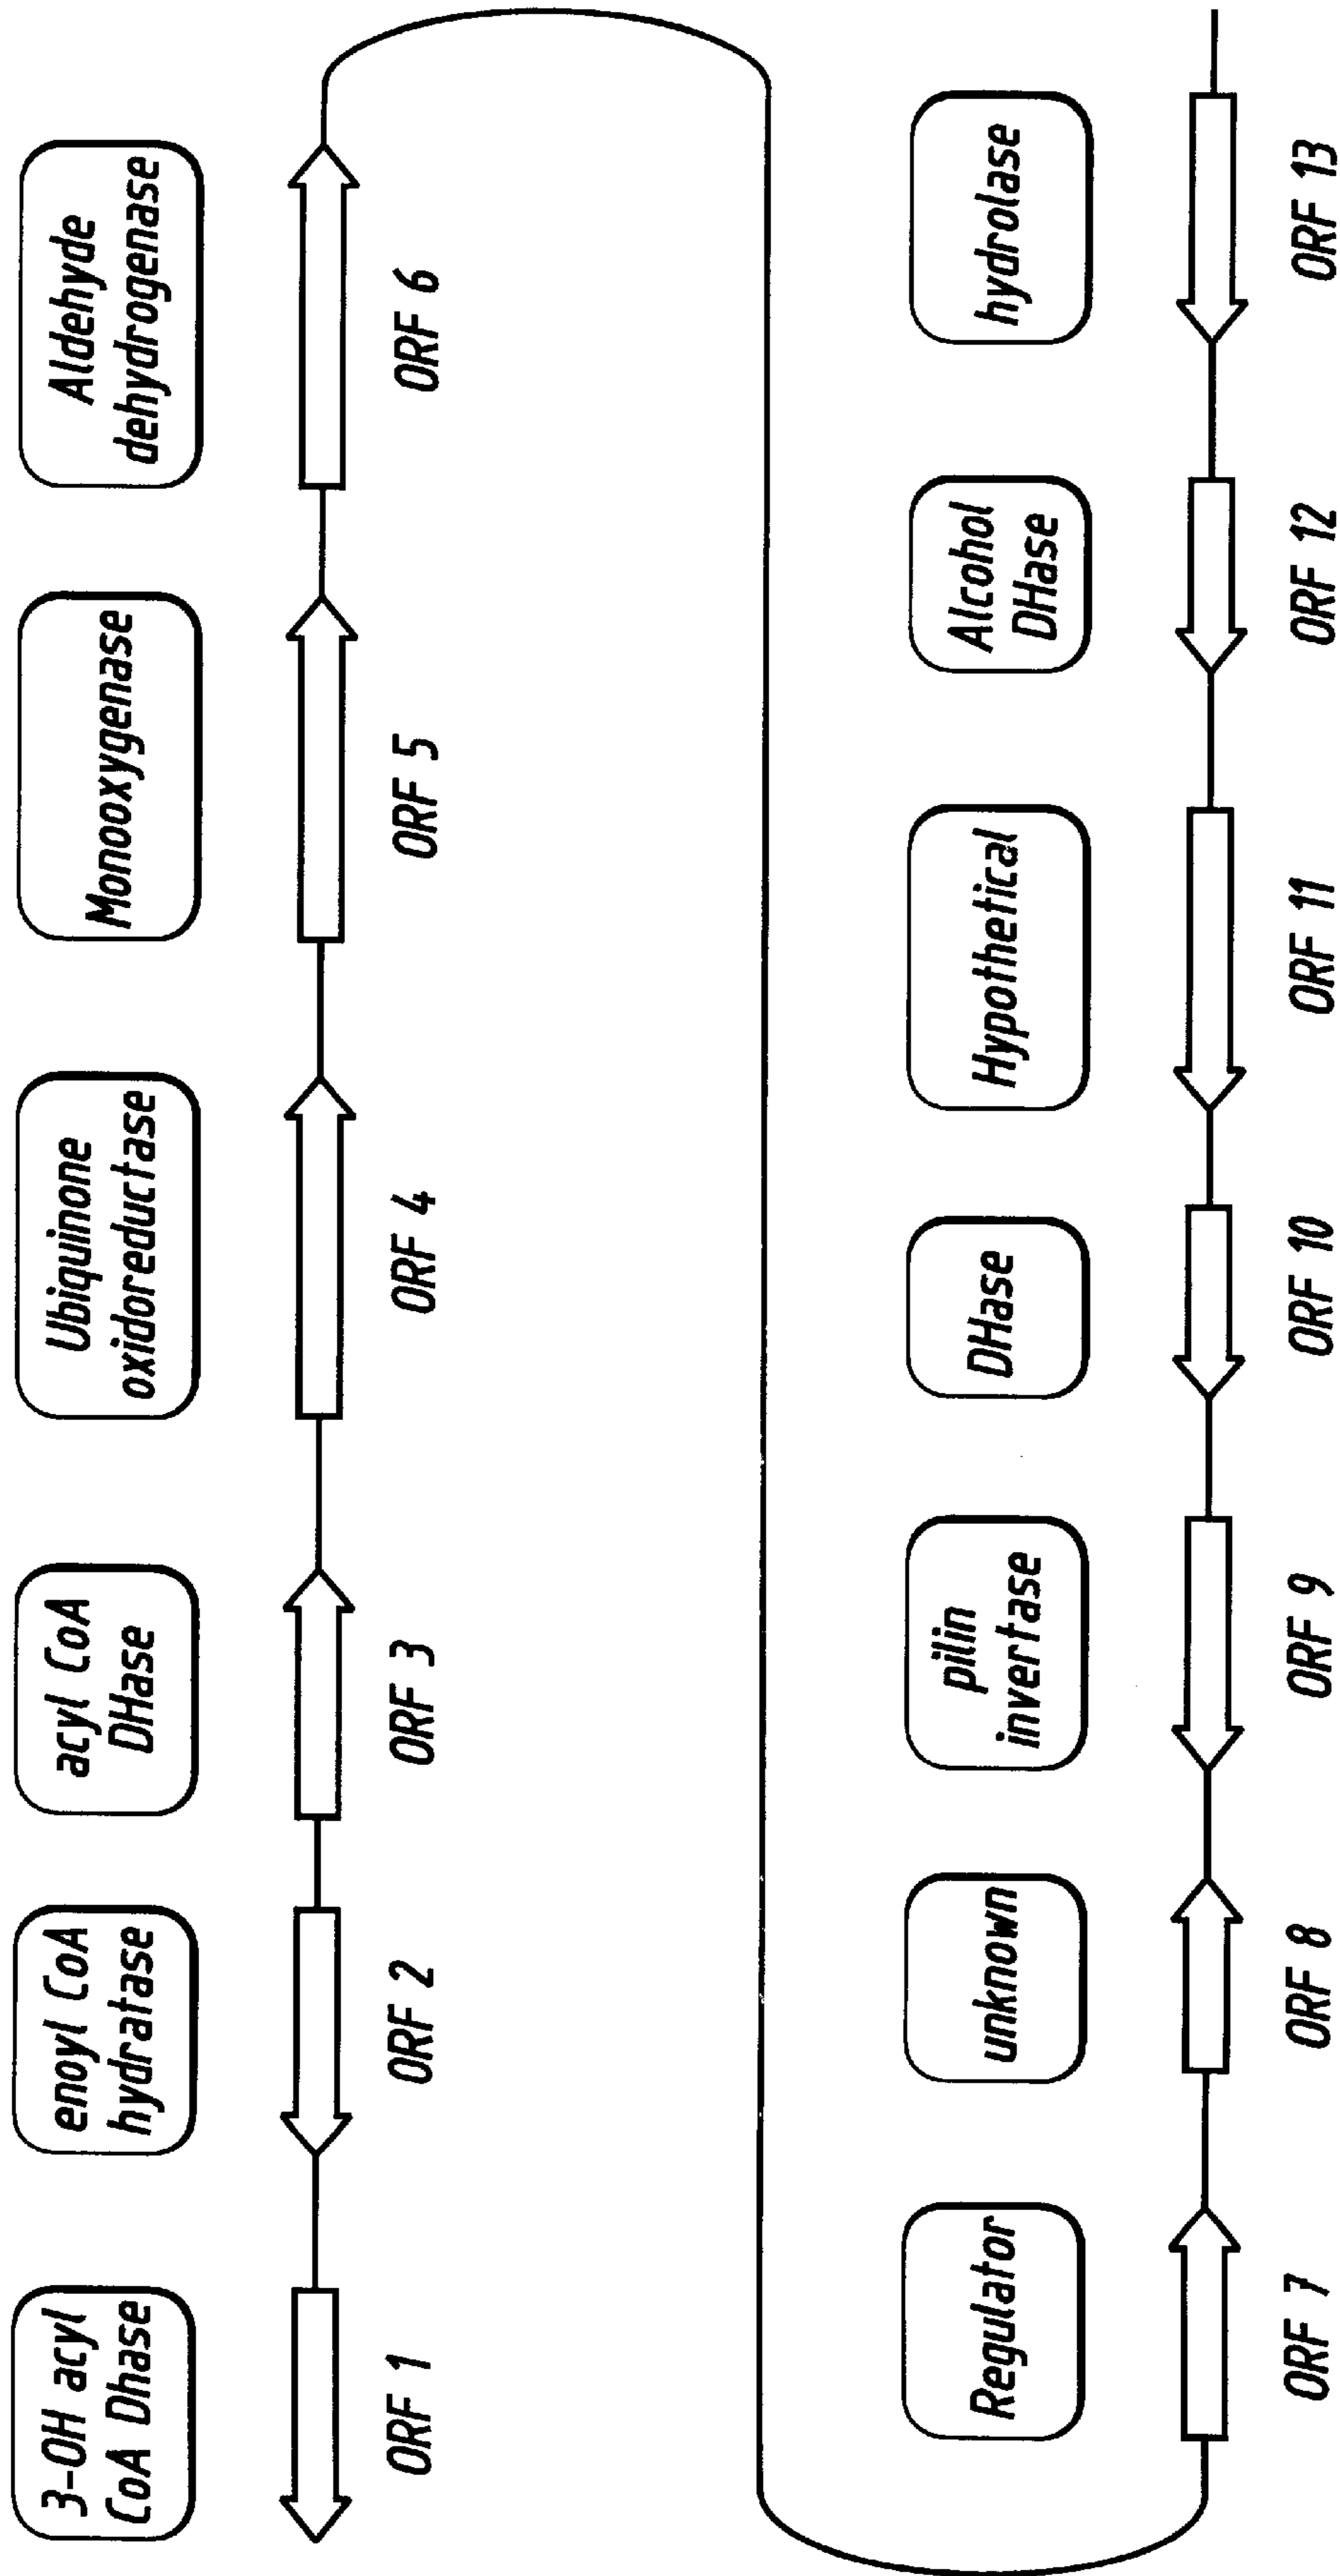 3-OH acyl
CoA Dhase
enoyl CoA
hydratase
acyl CoA
DHase
Ubiquinone
oxidoreductase
Monooxygenase
Aldehyde
dehydrogenase
ORF 1
ORF 2
ORF 3
ORF 4
ORF 5
ORF 6
Regulator
unknown
pilin
invertase
DHase
Hypothetical
Alcohol
DHase
hydrolase
ORF 7
ORF 8
ORF 9
ORF 10
ORF 11
ORF 12
ORF 13